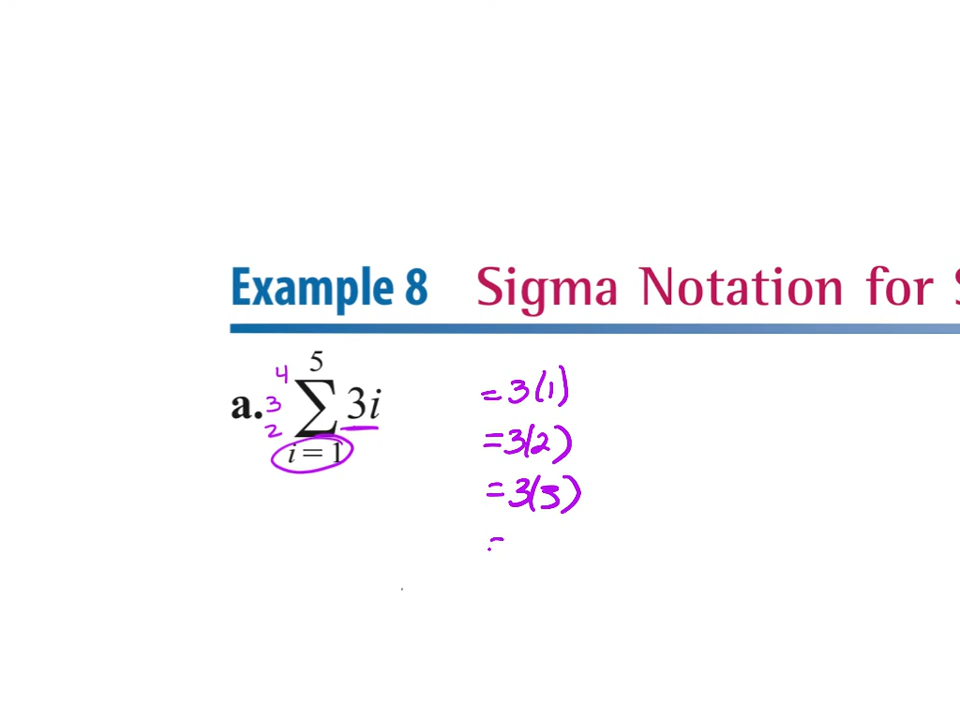 Example 8 Sigma Notation for S
5
4
a. ∑ 3i
3
2
i = 1
= 3(1)
= 3(2)
= 3(3)
=